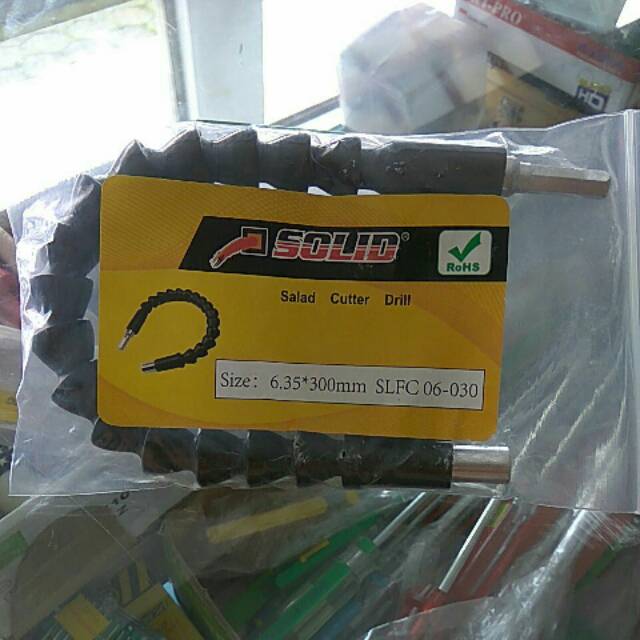 SOLID®
RoHS
Salad Cutter Drill
Size: 6.35*300mm SLFC 06-030